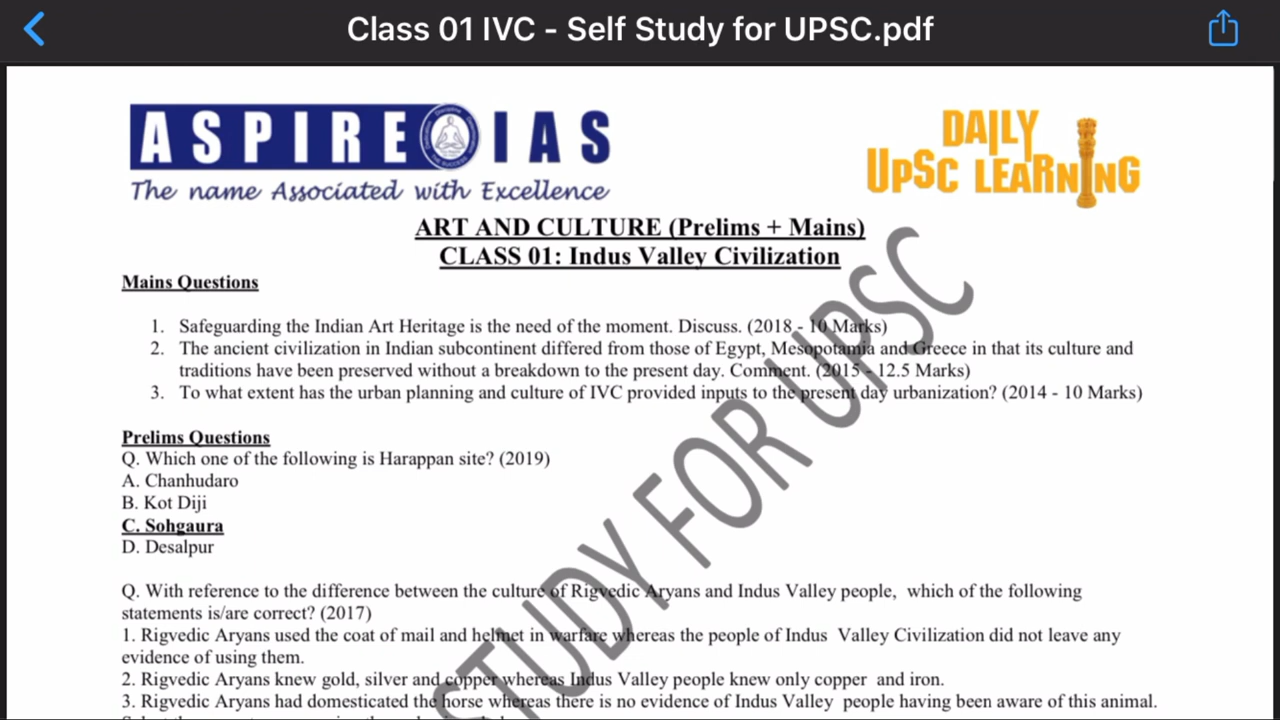 Class 01 IVC - Self Study for UPSC.pdf
ASPIRE IAS
The name Associated with Excellence
DAILY
UPSC LEARNING
ART AND CULTURE (Prelims + Mains)
CLASS 01: Indus Valley Civilization
Mains Questions
1. Safeguarding the Indian Art Heritage is the need of the moment. Discuss. (2018 - 10 Marks)
2. The ancient civilization in Indian subcontinent differed from those of Egypt, Mesopotamia and Greece in that its culture and
traditions have been preserved without a breakdown to the present day. Comment. (2015 - 12.5 Marks)
3. To what extent has the urban planning and culture of IVC provided inputs to the present day urbanization? (2014 - 10 Marks)
Prelims Questions
Q. Which one of the following is Harappan site? (2019)
A. Chanhudaro
B. Kot Diji
C. Sohgaura
D. Desalpur
Q. With reference to the difference between the culture of Rigvedic Aryans and Indus Valley people, which of the following
statements is/are correct? (2017)
1. Rigvedic Aryans used the coat of mail and helmet in warfare whereas the people of Indus Valley Civilization did not leave any
evidence of using them.
2. Rigvedic Aryans knew gold, silver and copper whereas Indus Valley people knew only copper and iron.
3. Rigvedic Aryans had domesticated the horse whereas there is no evidence of Indus Valley people having been aware of this animal.
STUDY FOR UPSC